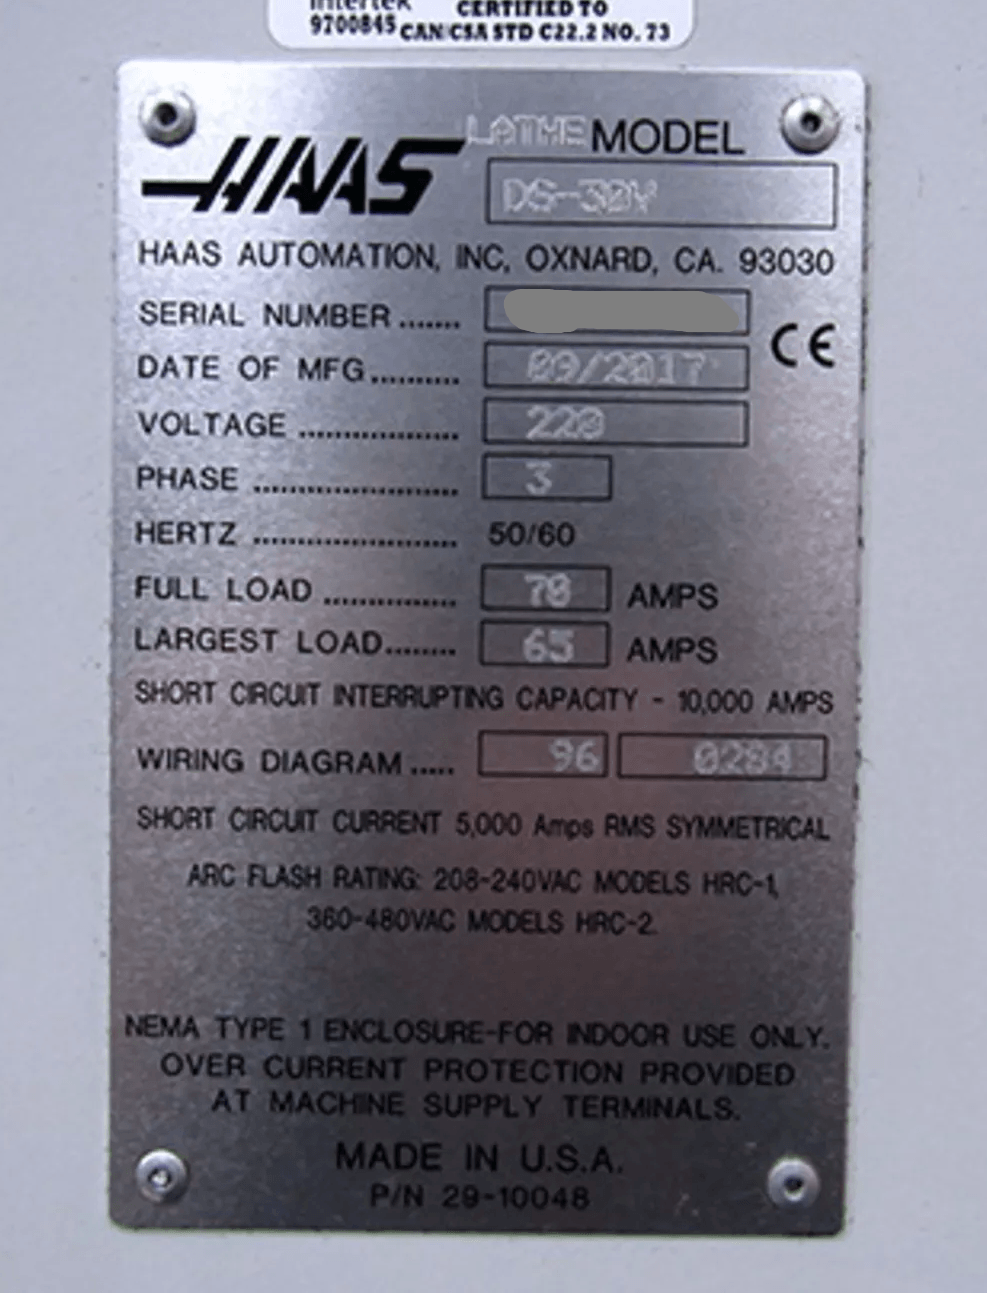 Intertek CERTIFIED TO
9700845 CAN/CSA STD C22.2 NO. 73
HAAS LATHE MODEL
DS-30Y
HAAS AUTOMATION, INC, OXNARD, CA. 93030
SERIAL NUMBER .......
CE
DATE OF MFG.......... 09/2017
VOLTAGE .................. 220
PHASE ....................... 3
HERTZ ....................... 50/60
FULL LOAD ............... 70 AMPS
LARGEST LOAD........ 65 AMPS
SHORT CIRCUIT INTERRUPTING CAPACITY - 10,000 AMPS
WIRING DIAGRAM ..... 96 0284
SHORT CIRCUIT CURRENT 5,000 Amps RMS SYMMETRICAL
ARC FLASH RATING: 208-240VAC MODELS HRC-1,
360-480VAC MODELS HRC-2.
NEMA TYPE 1 ENCLOSURE-FOR INDOOR USE ONLY.
OVER CURRENT PROTECTION PROVIDED
AT MACHINE SUPPLY TERMINALS.
MADE IN U.S.A.
P/N 29-10048